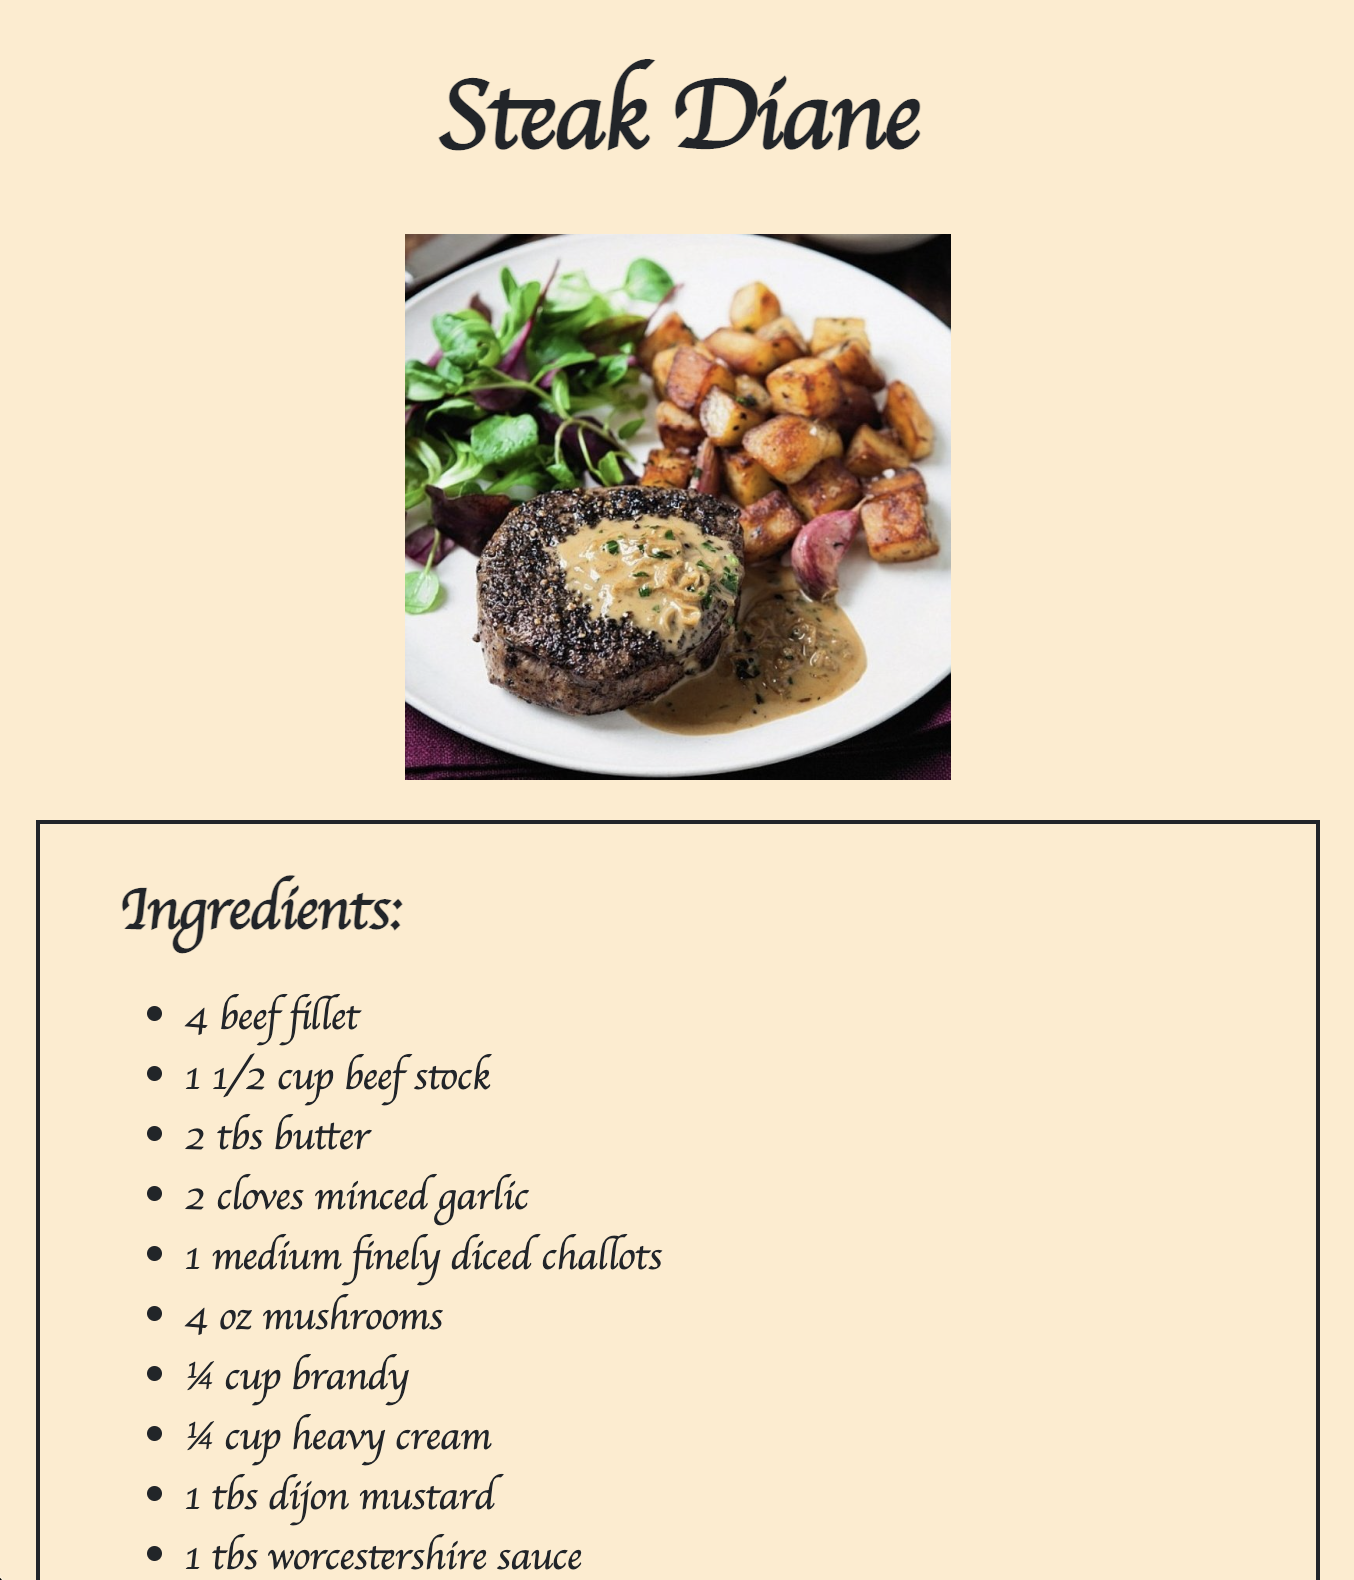 Steak Diane
Ingredients:
4 beef fillet
1 1/2 cup beef stock
2 tbs butter
2 cloves minced garlic
1 medium finely diced challots
4 oz mushrooms
¼ cup brandy
¼ cup heavy cream
1 tbs dijon mustard
1 tbs worcestershire sauce